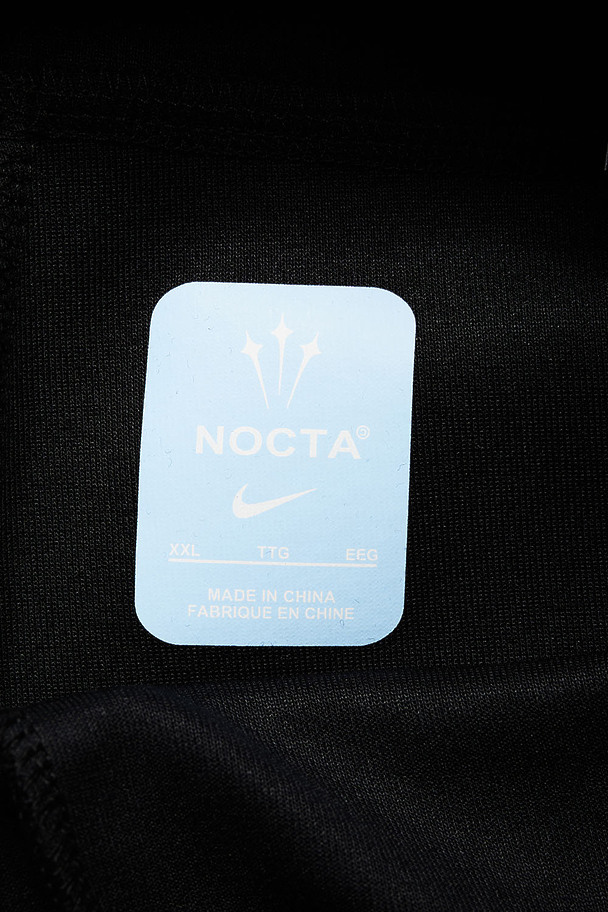 NOCTA©
XXL TTG EEG
MADE IN CHINA
FABRIQUE EN CHINE